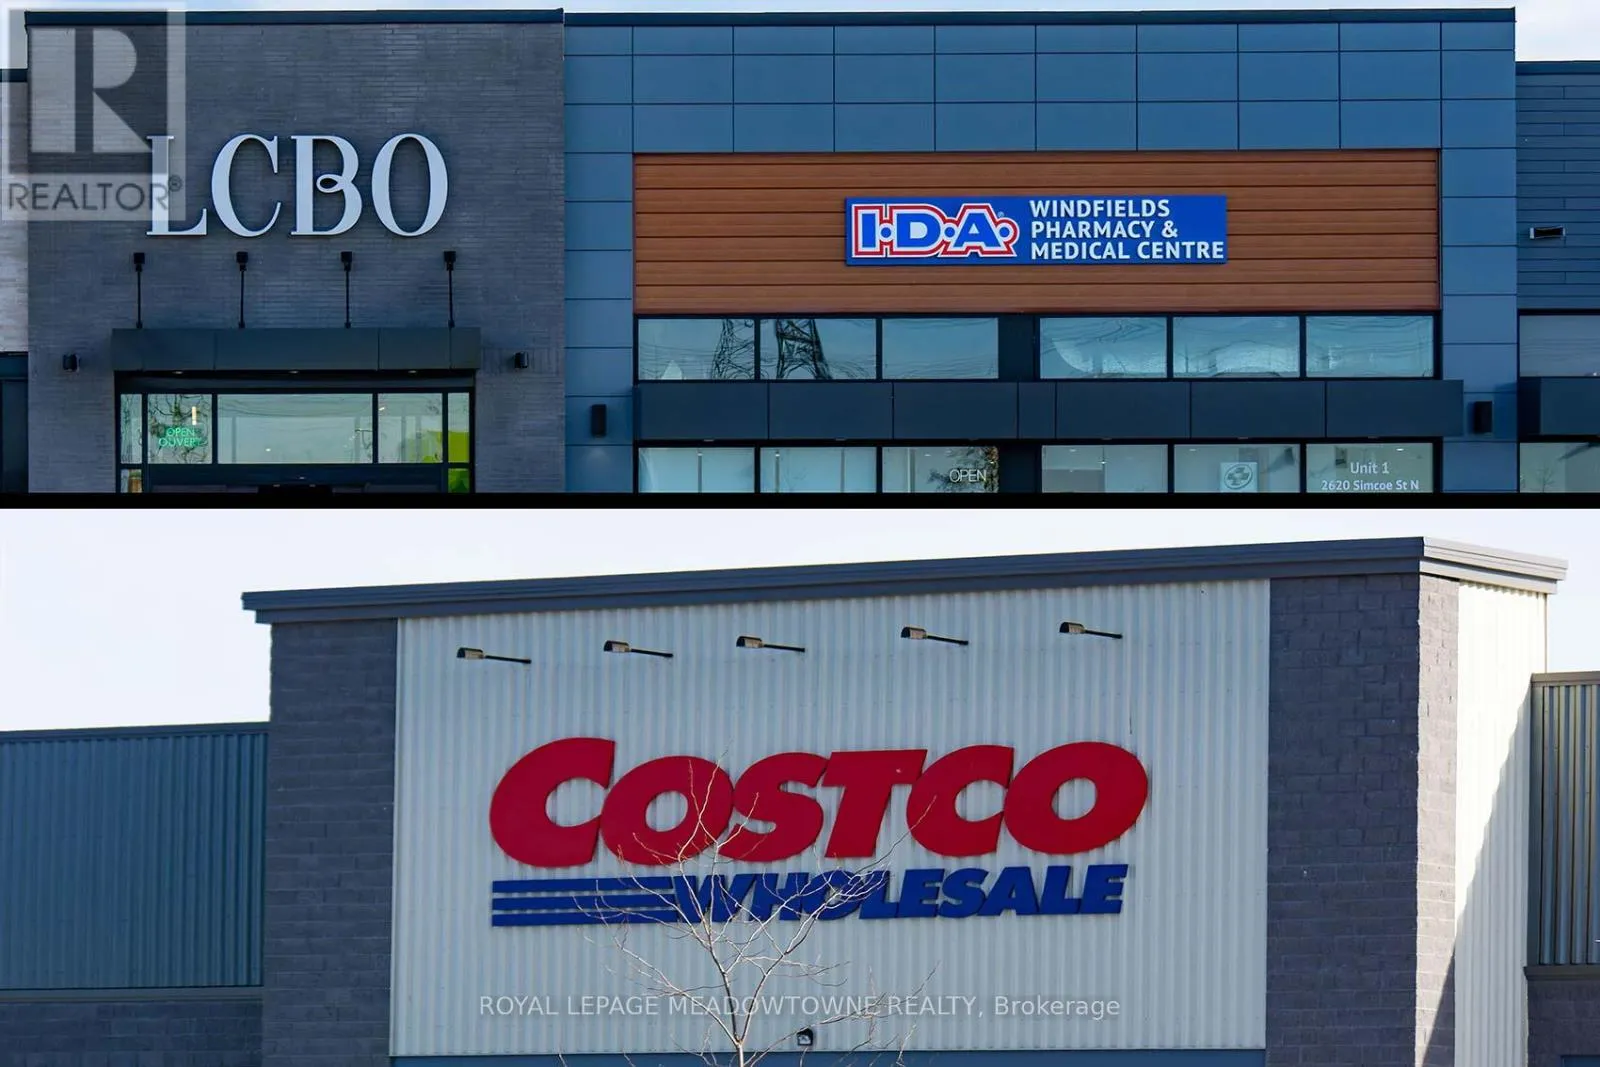 REALTOR®
LCBO
I·D·A·®
WINDFIELDS
PHARMACY &
MEDICAL CENTRE
OPEN
OUVERT
OPEN
Unit 1
2620 Simcoe St N
COSTCO
WHOLESALE
ROYAL LEPAGE MEADOWTOWNE REALTY, Brokerage